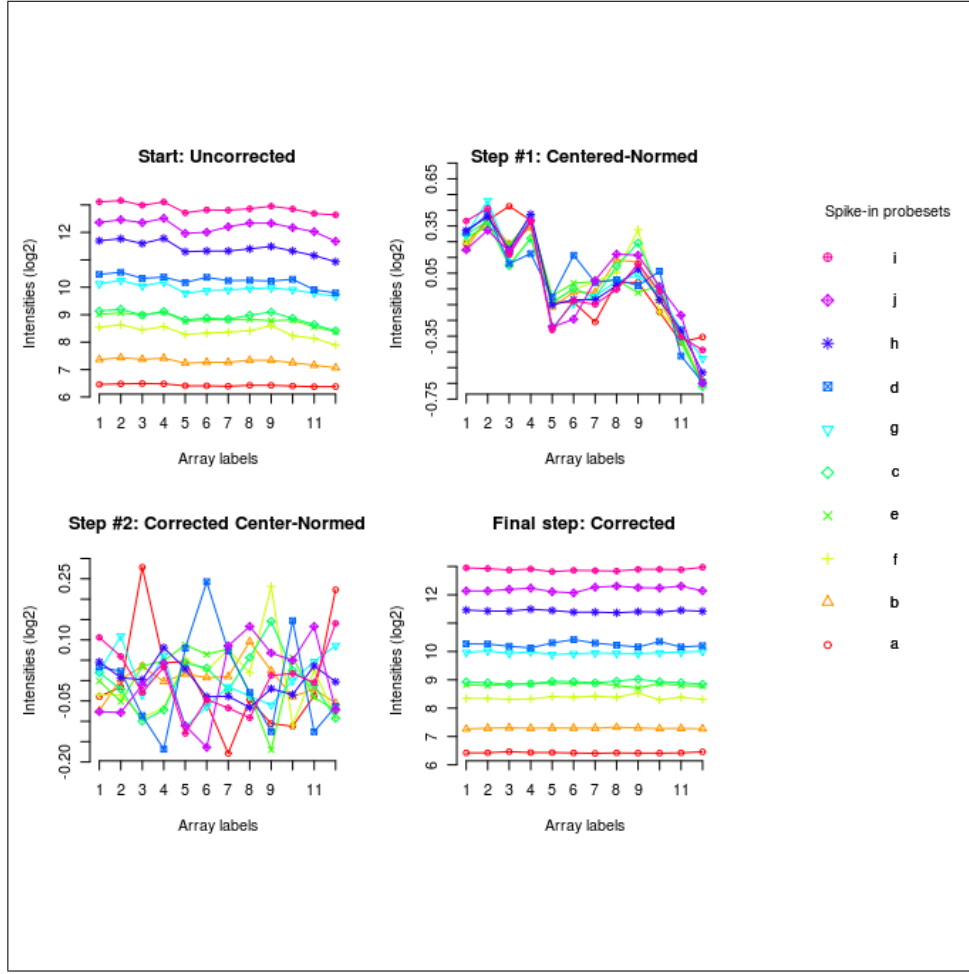 Start: Uncorrected
Intensities (log2)
12
10
9
8
7
6
1 2 3 4 5 6 7 8 9 11
Array labels
Step #1: Centered-Normed
Intensities (log2)
0.65
0.35
0.05
-0.35
-0.75
1 2 3 4 5 6 7 8 9 11
Array labels
Spike-in probesets
i
j
h
d
g
c
e
f
b
a
Step #2: Corrected Center-Normed
Intensities (log2)
0.25
0.10
-0.05
-0.20
1 2 3 4 5 6 7 8 9 11
Array labels
Final step: Corrected
Intensities (log2)
12
10
9
8
7
6
1 2 3 4 5 6 7 8 9 11
Array labels